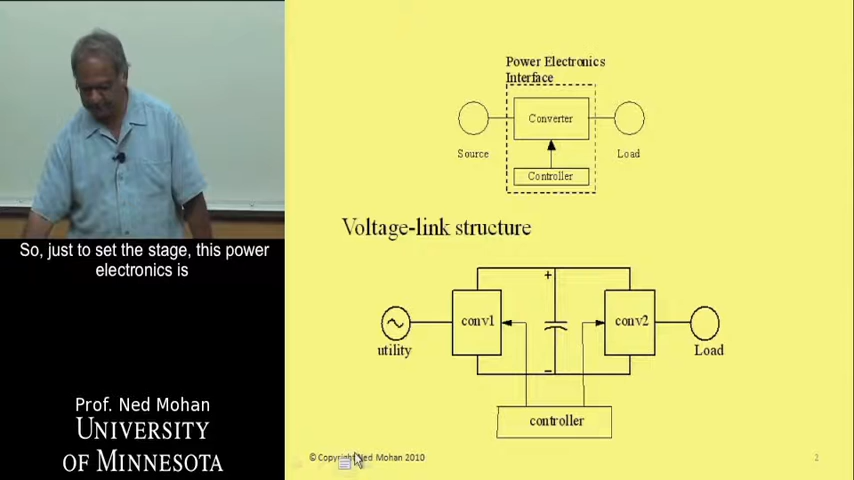 So, just to set the stage, this power
electronics is
Prof. Ned Mohan
UNIVERSITY
OF MINNESOTA
Power Electronics
Interface
Converter
Source
Load
Controller
Voltage-link structure
+
conv1
conv2
utility
Load
−
controller
© Copyright Ned Mohan 2010
2